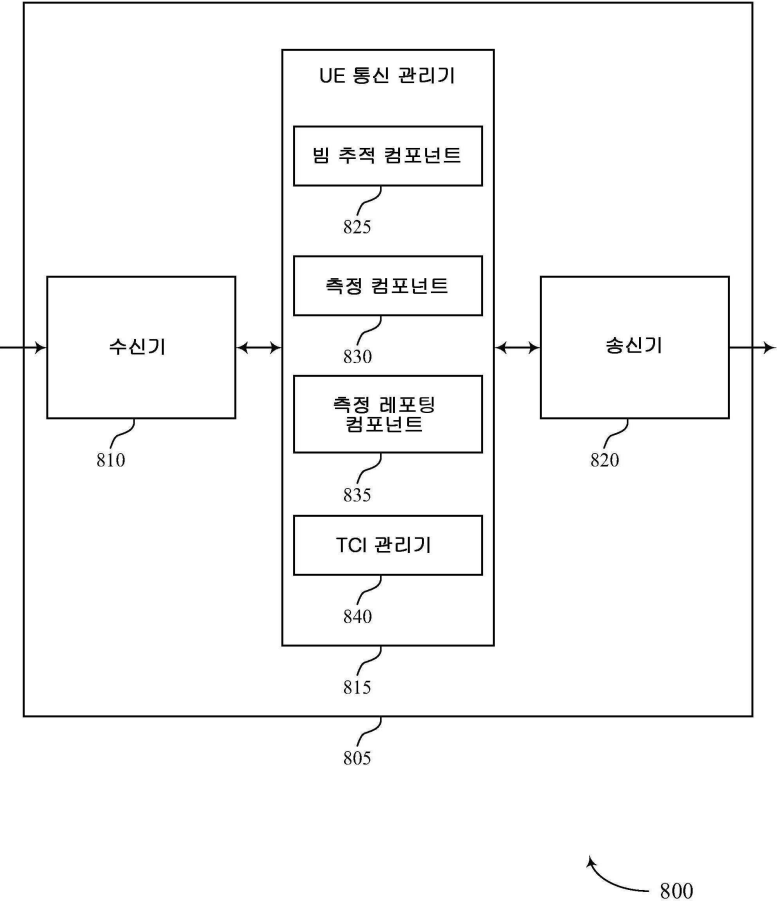 UE 통신 관리기
빔 추적 컴포넌트
825
측정 컴포넌트
830
수신기
810
송신기
820
측정 레포팅
컴포넌트
835
TCI 관리기
840
815
805
800